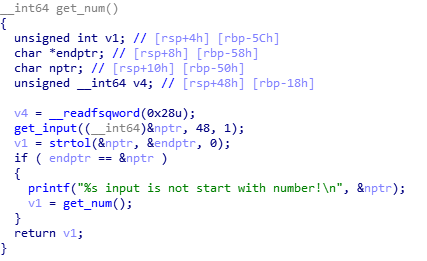 __int64 get_num()
{
  unsigned int v1; // [rsp+4h] [rbp-5Ch]
  char *endptr; // [rsp+8h] [rbp-58h]
  char nptr; // [rsp+10h] [rbp-50h]
  unsigned __int64 v4; // [rsp+48h] [rbp-18h]

  v4 = __readfsqword(0x28u);
  get_input((__int64)&nptr, 48, 1);
  v1 = strtol(&nptr, &endptr, 0);
  if ( endptr == &nptr )
  {
    printf("%s input is not start with number!\n", &nptr);
    v1 = get_num();
  }
  return v1;
}